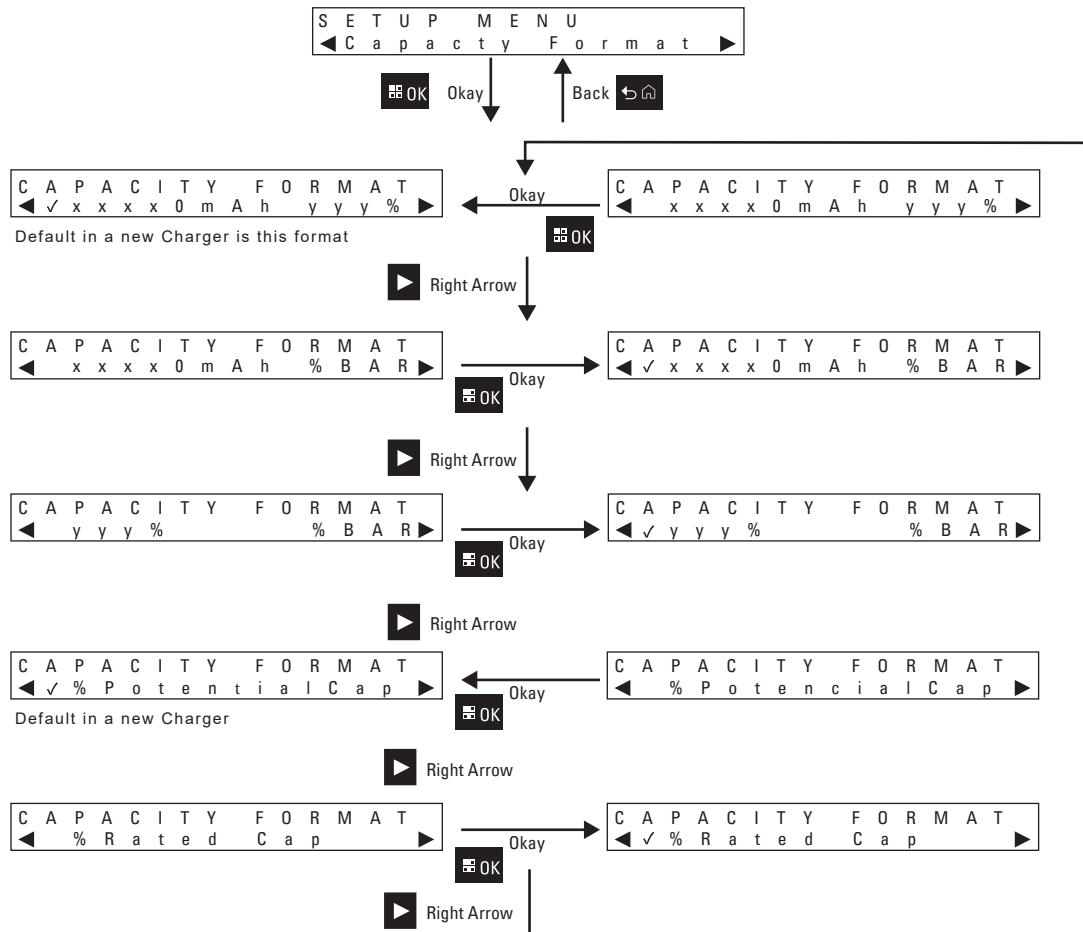 SETUP MENU
◀Capacty Format ▶
OK Okay Back
CAPACITY FORMAT
◀✓xxxx0mAh yyy%▶
Okay
CAPACITY FORMAT
◀ xxxx0mAh yyy%▶
Default in a new Charger is this format
OK
▶ Right Arrow
CAPACITY FORMAT
◀ xxxx0mAh %BAR▶
Okay
OK
CAPACITY FORMAT
◀✓xxxx0mAh %BAR▶
▶ Right Arrow
CAPACITY FORMAT
◀ yyy% %BAR▶
Okay
OK
CAPACITY FORMAT
◀✓yyy% %BAR▶
▶ Right Arrow
CAPACITY FORMAT
◀✓%PotentialCap ▶
Okay
OK
CAPACITY FORMAT
◀ %PotencialCap ▶
Default in a new Charger
▶ Right Arrow
CAPACITY FORMAT
◀ %Rated Cap ▶
Okay
OK
CAPACITY FORMAT
◀✓%Rated Cap ▶
▶ Right Arrow